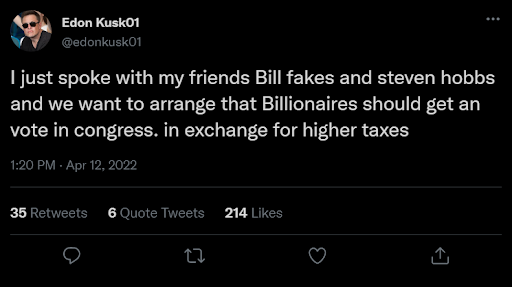 Edon Kusk01
@edonkusk01
I just spoke with my friends Bill fakes and steven hobbs
and we want to arrange that Billionaires should get an
vote in congress. in exchange for higher taxes
1:20 PM · Apr 12, 2022
35 Retweets 6 Quote Tweets 214 Likes